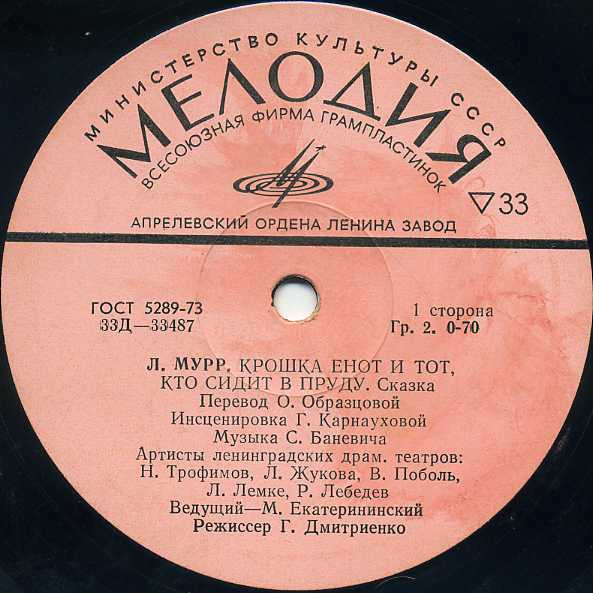 МИНИСТЕРСТВО КУЛЬТУРЫ СССР
МЕЛОДИЯ
ВСЕСОЮЗНАЯ ФИРМА ГРАМПЛАСТИНОК
▽33
АПРЕЛЕВСКИЙ ОРДЕНА ЛЕНИНА ЗАВОД
ГОСТ 5289-73
33Д—33487
1 сторона
Гр. 2. 0-70
Л. МУРР. КРОШКА ЕНОТ И ТОТ,
КТО СИДИТ В ПРУДУ. Сказка
Перевод О. Образцовой
Инсценировка Г. Карнауховой
Музыка С. Баневича
Артисты ленинградских драм. театров:
Н. Трофимов, Л. Жукова, В. Поболь,
Л. Лемке, Р. Лебедев
Ведущий—М. Екатерининский
Режиссер Г. Дмитриенко